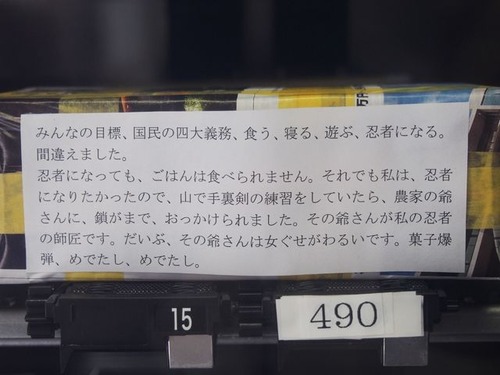 みんなの目標、国民の四大義務、食う、寝る、遊ぶ、忍者になる。
間違えました。
忍者になっても、ごはんは食べられません。それでも私は、忍者
になりたかったので、山で手裏剣の練習をしていたら、農家の爺
さんに、鎖がまで、おっかけられました。その爺さんが私の忍者
の師匠です。だいぶ、その爺さんは女ぐせがわるいです。菓子爆
弾、めでたし、めでたし。
15
490